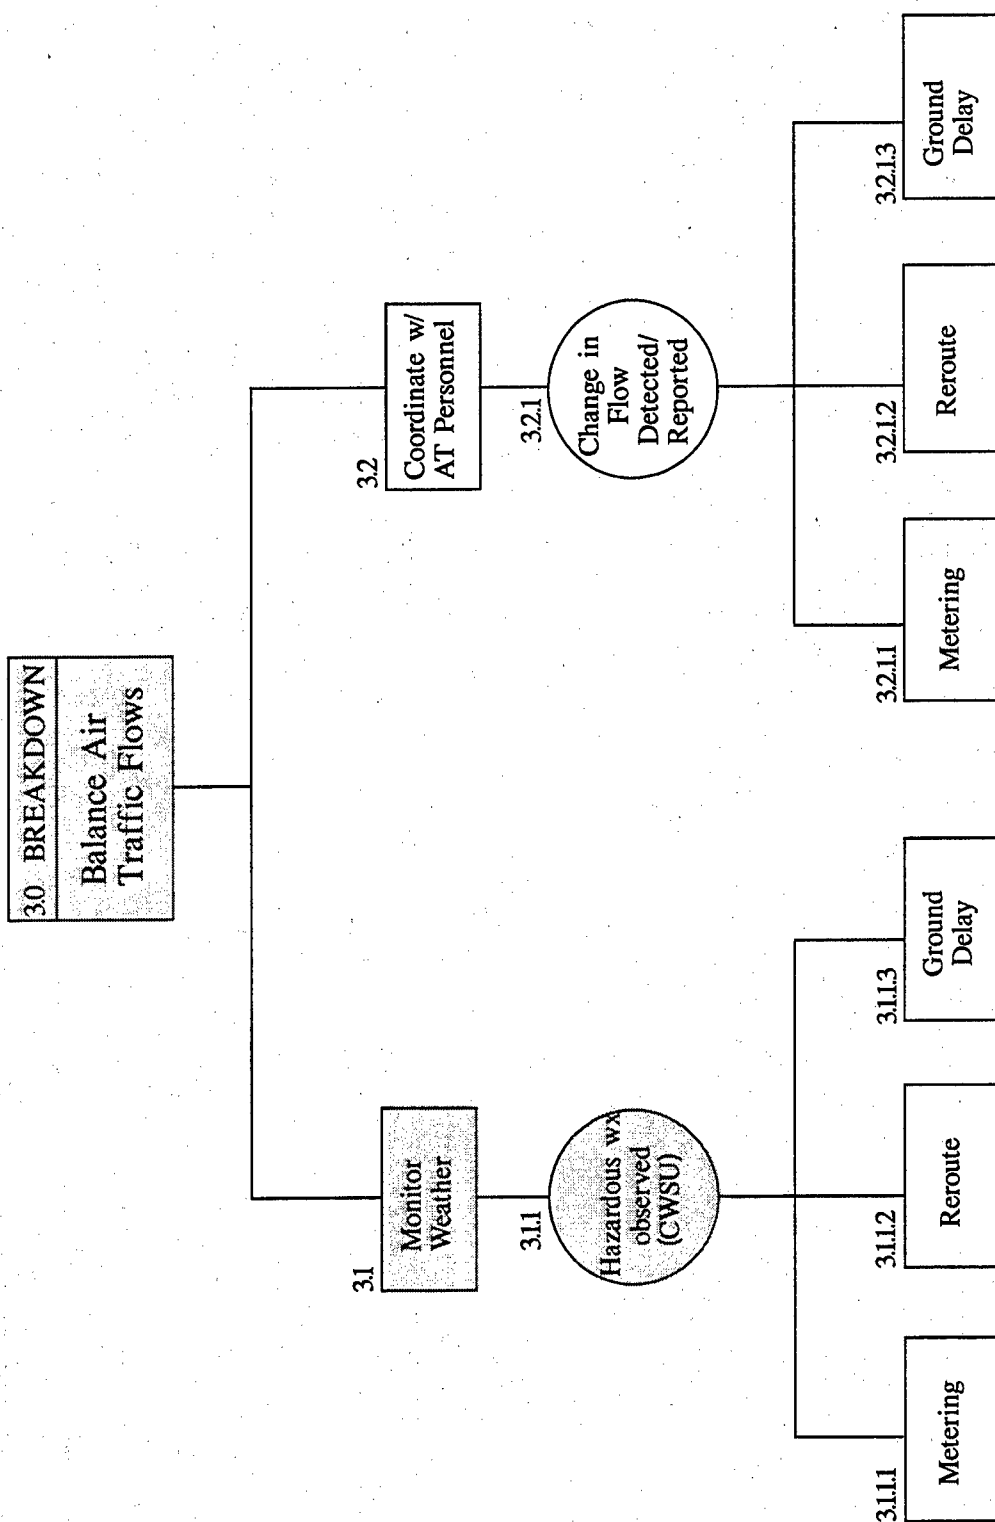 3.0 BREAKDOWN
Balance Air
Traffic Flows
3.1
Monitor
Weather
3.2
Coordinate w/
AT Personnel
3.1.1
Hazardous wx
observed
(CWSU)
3.2.1
Change in
Flow
Detected/
Reported
3.1.1.1
Metering
3.1.1.2
Reroute
3.1.1.3
Ground
Delay
3.2.1.1
Metering
3.2.1.2
Reroute
3.2.1.3
Ground
Delay